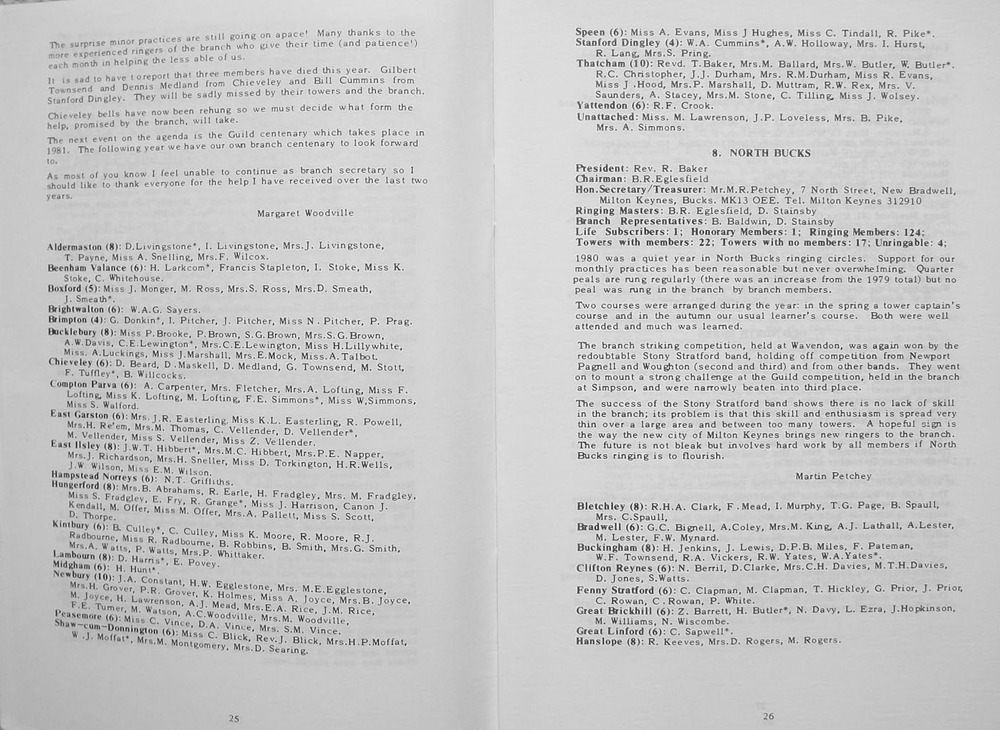 The surprise minor practices are still going on apace! Many thanks to the
more experienced ringers of the branch who give their time (and patience!)
each month in helping the less able of us.
It is sad to have to report that three members have died this year. Gilbert
Townsend and Dennis Medland from Chieveley and Bill Cummins from
Stanford Dingley. They will be sadly missed by their towers and the branch.
Chieveley bells have now been rehung so we must decide what form the
help, promised by the branch, will take.
The next event on the agenda is the Guild centenary which takes place in
1981. The following year we have our own branch centenary to look forward
to.
As most of you know I feel unable to continue as branch secretary so I
should like to thank everyone for the help I have received over the last two
years.
Margaret Woodville
Aldermaston (8): D.Livingstone*, I. Livingstone, Mrs.J. Livingstone,
T. Payne, Miss A. Snelling, Mrs.F. Wilcox.
Beenham Valance (6): H. Larkcom*, Francis Stapleton, I. Stoke, Miss K.
Stoke, C. Whitehouse.
Boxford (5): Miss J. Monger, M. Ross, Mrs.S. Ross, Mrs.D. Smeath,
J. Smeath*.
Brightwalton (6): W.A.G. Sayers.
Brimpton (4): G. Donkin*, I. Pitcher, J. Pitcher, Miss N. Pitcher, P. Prag.
Bucklebury (8): Miss P.Brooke, P.Brown, S.G.Brown, Mrs.S.G.Brown,
A.W.Davis, C.E.Lewington*, Mrs.C.E.Lewington, Miss H.Lillywhite,
Miss. A.Luckings, Miss J.Marshall, Mrs.E.Mock, Miss.A.Talbot.
Chieveley (6): D. Beard, D.Maskell, D. Medland, G. Townsend, M. Stott,
F. Tuffley*, B. Willcocks.
Compton Parva (6): A. Carpenter, Mrs. Fletcher, Mrs.A. Lofting, Miss F.
Lofting, Miss K. Lofting, M. Lofting, F.E. Simmons*, Miss W,Simmons,
Miss S. Walford.
East Garston (6): Mrs.J.R. Easterling, Miss K.L. Easterling, R. Powell,
Mrs.H. Re'em, Mrs.M. Thomas, C. Vellender, D. Vellender*,
M. Vellender, Miss S. Vellender, Miss Z. Vellender.
East Ilsley (8): J.W.T. Hibbert*, Mrs.M.C. Hibbert, Mrs.P.E. Napper,
Mrs.J. Richardson, Mrs.H. Sneller, Miss D. Torkington, H.R.Wells,
J.W. Wilson, Miss E.M. Wilson.
Hampstead Norreys (6): N.T. Griffiths.
Hungerford (8): Mrs.B. Abrahams, R. Earle, H. Fradgley, Mrs. M. Fradgley,
Miss S. Fradgley, E. Fry, R. Grange*, Miss J. Harrison, Canon J.
Kendall, M. Offer, Miss M. Offer, Mrs.A. Pallett, Miss S. Scott,
D. Thorpe.
Kintbury (6): B. Culley*, C. Culley, Miss K. Moore, R. Moore, R.J.
Radbourne, Miss R. Radbourne, B. Robbins, B. Smith, Mrs.G. Smith,
Mrs.A. Watts, P. Watts, Mrs.P. Whittaker.
Lambourn (8): D. Harris*, E. Povey.
Midgham (6): H. Hunt*.
Newbury (10): J.A. Constant, H.W. Egglestone, Mrs. M.E.Egglestone,
Mrs.H. Grover, P.R. Grover, K. Holmes, Miss A. Joyce, Mrs.B. Joyce,
M. Joyce, H. Lawrenson, A.J. Mead, Mrs.E.A. Rice, J.M. Rice,
F.E. Turner, M. Watson, A.C.Woodville, Mrs.M. Woodville,
Peasemore (6): Miss C. Vince, D.A. Vince, Mrs. S.M. Vince.
Shaw-cum-Donnington (6): Miss C. Blick, Rev.J. Blick, Mrs.H.P.Moffat,
W.J. Moffat*, Mrs.M. Montgomery, Mrs.D. Searing.
25
Speen (6): Miss A. Evans, Miss J Hughes, Miss C. Tindall, R. Pike*.
Stanford Dingley (4): W.A. Cummins*, A.W. Holloway, Mrs. I. Hurst,
R. Lang, Mrs.S. Pring.
Thatcham (10): Revd. T.Baker, Mrs.M. Ballard, Mrs.W. Butler, W. Butler*.
R.C. Christopher, J.J. Durham, Mrs. R.M.Durham, Miss R. Evans,
Miss J .Hood, Mrs.P. Marshall, D. Muttram, R.W. Rex, Mrs. V.
Saunders, A. Stacey, Mrs.M. Stone, C. Tilling, Miss J. Wolsey.
Yattendon (6): R.F. Crook.
Unattached: Miss. M. Lawrenson, J.P. Loveless, Mrs. B. Pike,
Mrs. A. Simmons.
8. NORTH BUCKS
President: Rev. R. Baker
Chairman: B.R.Eglesfield
Hon.Secretary/Treasurer: Mr.M.R.Petchey, 7 North Street, New Bradwell,
Milton Keynes, Bucks. MK13 OEE. Tel. Milton Keynes 312910
Ringing Masters: B.R. Eglesfield, D. Stainsby
Branch Representatives: B. Baldwin, D. Stainsby
Life Subscribers: 1; Honorary Members: 1; Ringing Members: 124;
Towers with members: 22; Towers with no members: 17; Unringable: 4;
1980 was a quiet year in North Bucks ringing circles. Support for our
monthly practices has been reasonable but never overwhelming. Quarter
peals are rung regularly (there was an increase from the 1979 total) but no
peal was rung in the branch by branch members.
Two courses were arranged during the year: in the spring a tower captain's
course and in the autumn our usual learner's course. Both were well
attended and much was learned.
The branch striking competition, held at Wavendon, was again won by the
redoubtable Stony Stratford band, holding off competition from Newport
Pagnell and Woughton (second and third) and from other bands. They went
on to mount a strong challenge at the Guild competition, held in the branch
at Simpson, and were narrowly beaten into third place.
The success of the Stony Stratford band shows there is no lack of skill
in the branch; its problem is that this skill and enthusiasm is spread very
thin over a large area and between too many towers. A hopeful sign is
the way the new city of Milton Keynes brings new ringers to the branch.
The future is not bleak but involves hard work by all members if North
Bucks ringing is to flourish.
Martin Petchey
Bletchley (8): R.H.A. Clark, F.Mead, I. Murphy, T.G. Page, B. Spaull,
Mrs. C.Spaull,
Bradwell (6): G.C. Bignell, A.Coley, Mrs.M. King, A.J. Lathall, A.Lester,
M. Lester, F.W. Mynard.
Buckingham (8): H. Jenkins, J. Lewis, D.P.B. Miles, F. Pateman,
W.F. Townsend, R.A. Vickers, R.W. Yates, W.A.Yates*.
Clifton Reynes (6): N. Berril, D.Clarke, Mrs.C.H. Davies, M.T.H.Davies,
D. Jones, S.Watts.
Fenny Stratford (6): C. Clapman, M. Clapman, T. Hickley, G. Prior, J. Prior,
C. Rowan, C .Rowan, P. White.
Great Brickhill (6): Z. Barrett, H. Butler*, N. Davy, L. Ezra, J.Hopkinson,
M. Williams, N. Wiscombe.
Great Linford (6): C. Sapwell*.
Hanslope (8): R. Keeves, Mrs.D. Rogers, M. Rogers.
26